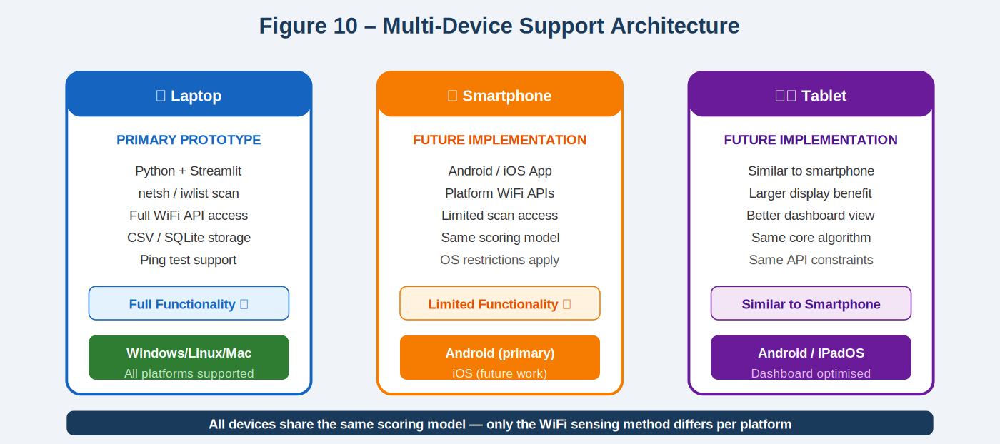 Figure 10 – Multi-Device Support Architecture
Laptop
PRIMARY PROTOTYPE
Python + Streamlit
netsh / iwlist scan
Full WiFi API access
CSV / SQLite storage
Ping test support
Full Functionality
Windows/Linux/Mac
All platforms supported
Smartphone
FUTURE IMPLEMENTATION
Android / iOS App
Platform WiFi APIs
Limited scan access
Same scoring model
OS restrictions apply
Limited Functionality
Android (primary)
iOS (future work)
Tablet
FUTURE IMPLEMENTATION
Similar to smartphone
Larger display benefit
Better dashboard view
Same core algorithm
Same API constraints
Similar to Smartphone
Android / iPadOS
Dashboard optimised
All devices share the same scoring model — only the WiFi sensing method differs per platform